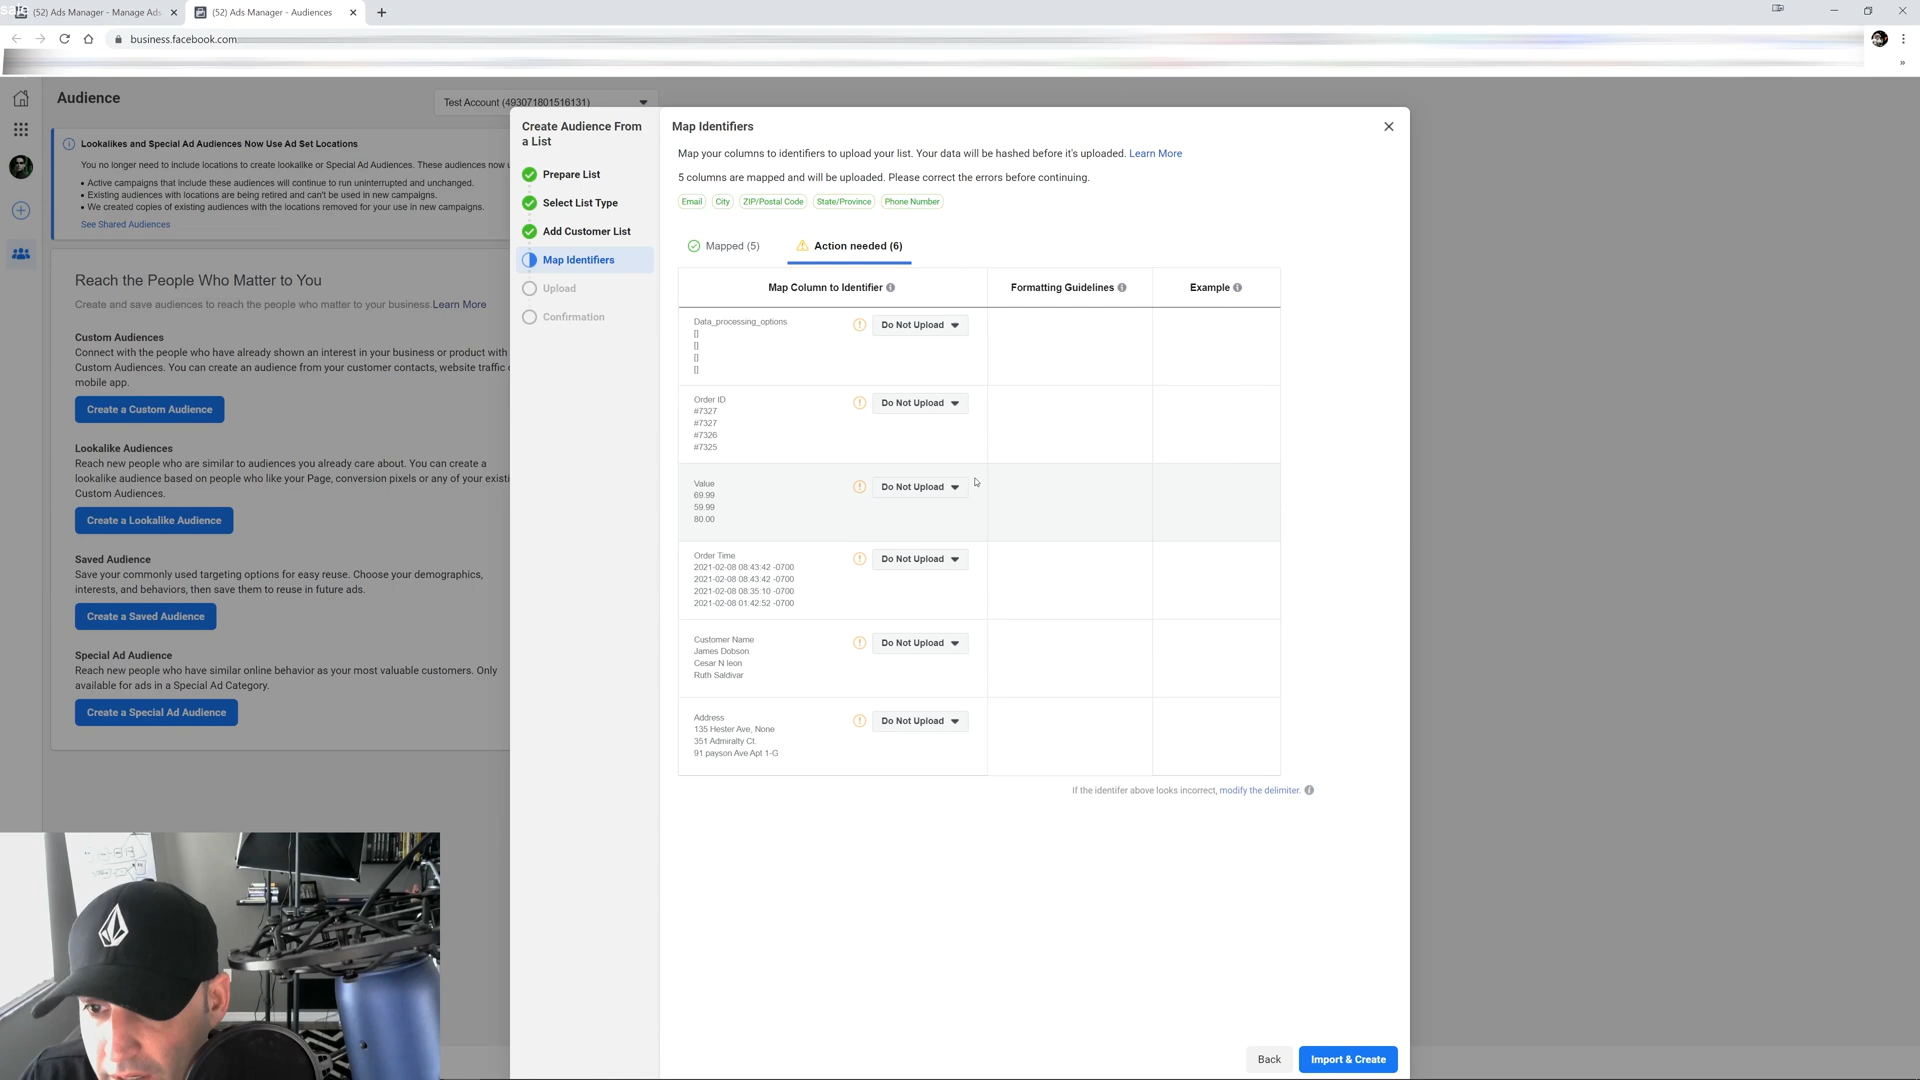 (52) Ads Manager - Manage Ads
(52) Ads Manager - Audiences
business.facebook.com
Audience
Test Account (493071801516131)
Lookalikes and Special Ad Audiences Now Use Ad Set Locations
You no longer need to include locations to create lookalike or Special Ad Audiences. These audiences now u
• Active campaigns that include these audiences will continue to run uninterrupted and unchanged.
• Existing audiences with locations are being retired and can't be used in new campaigns.
• We created copies of existing audiences with the locations removed for your use in new campaigns.
See Shared Audiences
Reach the People Who Matter to You
Create and save audiences to reach the people who matter to your business.Learn More
Custom Audiences
Connect with the people who have already shown an interest in your business or product with
Custom Audiences. You can create an audience from your customer contacts, website traffic o
mobile app.
Create a Custom Audience
Lookalike Audiences
Reach new people who are similar to audiences you already care about. You can create a
lookalike audience based on people who like your Page, conversion pixels or any of your existi
Custom Audiences.
Create a Lookalike Audience
Saved Audience
Save your commonly used targeting options for easy reuse. Choose your demographics,
interests, and behaviors, then save them to reuse in future ads.
Create a Saved Audience
Special Ad Audience
Reach new people who have similar online behavior as your most valuable customers. Only
available for ads in a Special Ad Category.
Create a Special Ad Audience
Create Audience From
a List
Prepare List
Select List Type
Add Customer List
Map Identifiers
Upload
Confirmation
Map Identifiers
Map your columns to identifiers to upload your list. Your data will be hashed before it's uploaded. Learn More
5 columns are mapped and will be uploaded. Please correct the errors before continuing.
Email City ZIP/Postal Code State/Province Phone Number
Mapped (5) Action needed (6)
Map Column to Identifier Formatting Guidelines Example
Data_processing_options Do Not Upload
[]
[]
[]
[]
Order ID Do Not Upload
#7327
#7327
#7326
#7325
Value Do Not Upload
69.99
59.99
80.00
Order Time Do Not Upload
2021-02-08 08:43:42 -0700
2021-02-08 08:43:42 -0700
2021-02-08 08:35:10 -0700
2021-02-08 01:42:52 -0700
Customer Name Do Not Upload
James Dobson
Cesar N leon
Ruth Saldivar
Address Do Not Upload
135 Hester Ave, None
351 Admiralty Ct.
91 payson Ave Apt 1-G
If the identifer above looks incorrect, modify the delimiter.
Back Import & Create